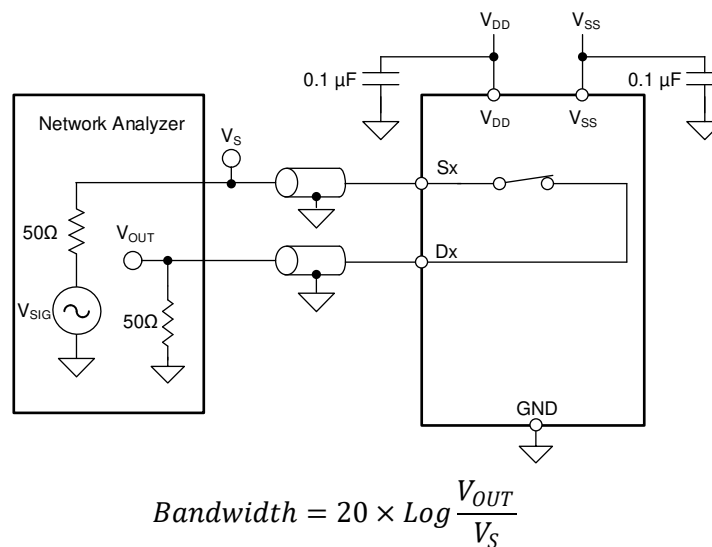 V_DD V_SS
0.1 µF 0.1 µF
Network Analyzer
V_DD V_SS
V_S
Sx
50Ω
V_OUT
Dx
V_SIG
50Ω
GND
Bandwidth = 20 × Log V_OUT / V_S